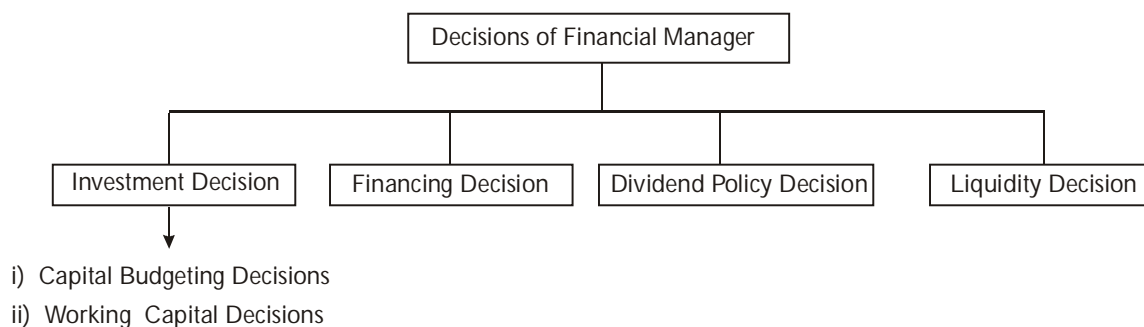 Decisions of Financial Manager
Investment Decision
Financing Decision
Dividend Policy Decision
Liquidity Decision
i) Capital Budgeting Decisions
ii) Working Capital Decisions